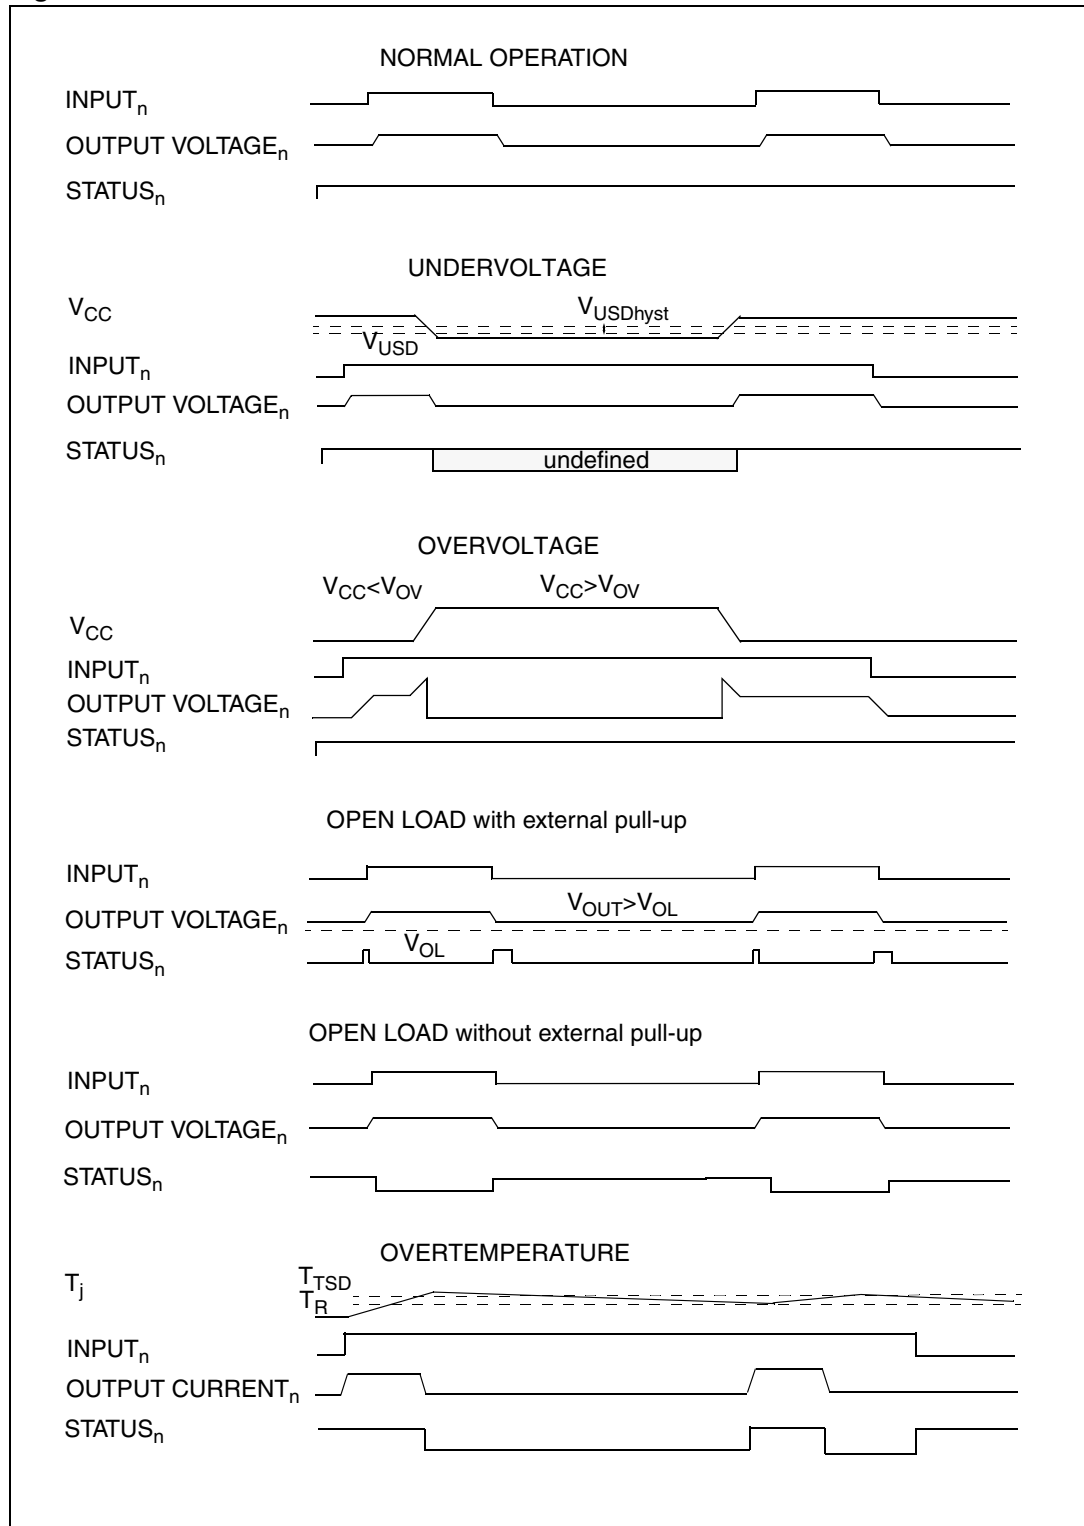 NORMAL OPERATION
INPUTn
OUTPUT VOLTAGEn
STATUSn
UNDERVOLTAGE
VCC
VUSDhyst
VUSD
INPUTn
OUTPUT VOLTAGEn
STATUSn
undefined
OVERVOLTAGE
VCC<VOV
VCC>VOV
VCC
INPUTn
OUTPUT VOLTAGEn
STATUSn
OPEN LOAD with external pull-up
INPUTn
OUTPUT VOLTAGEn
VOUT>VOL
VOL
STATUSn
OPEN LOAD without external pull-up
INPUTn
OUTPUT VOLTAGEn
STATUSn
OVERTEMPERATURE
Tj
TTSD
TR
INPUTn
OUTPUT CURRENTn
STATUSn